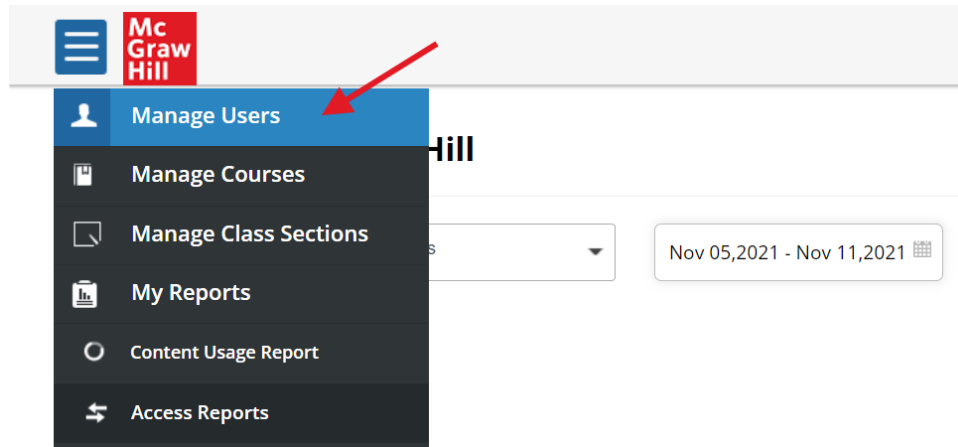 Mc
Graw
Hill
Manage Users
Hill
Manage Courses
Manage Class Sections
s
Nov 05,2021 - Nov 11,2021
My Reports
Content Usage Report
Access Reports